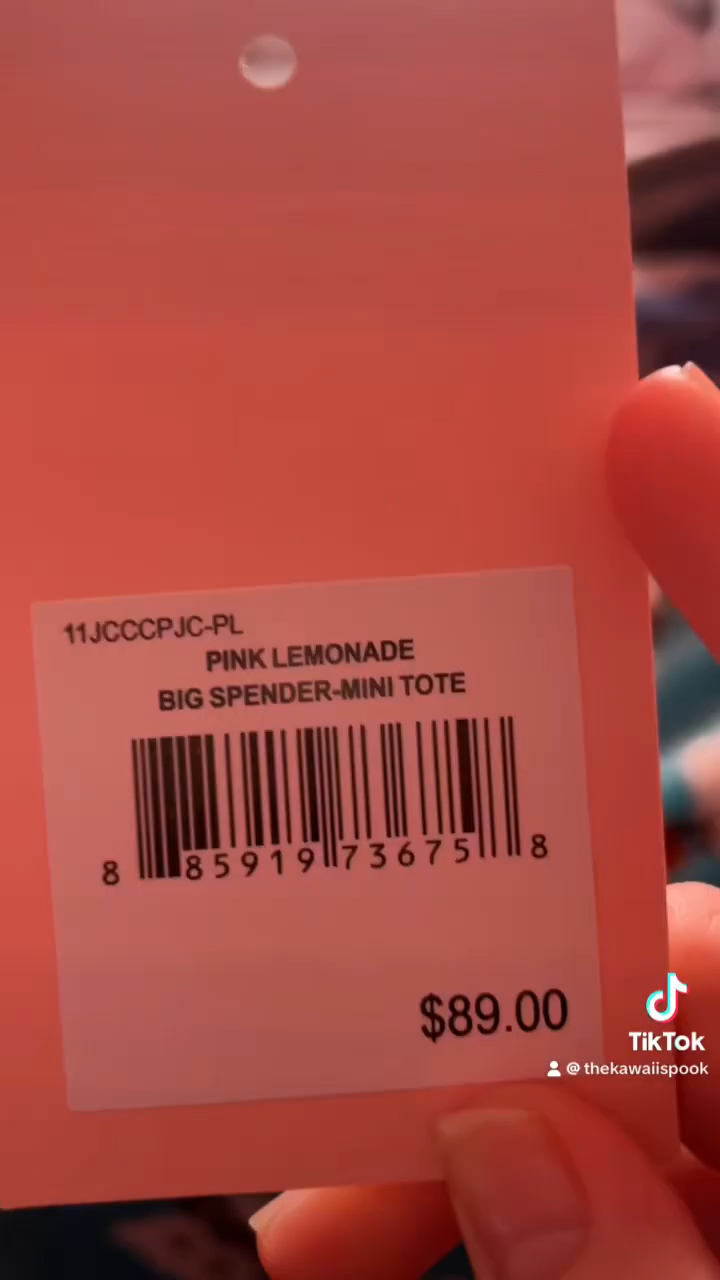 11JCCCPJC-PL
PINK LEMONADE
BIG SPENDER-MINI TOTE
8 85919 73675 8
$89.00
TikTok
@thekawaiispook